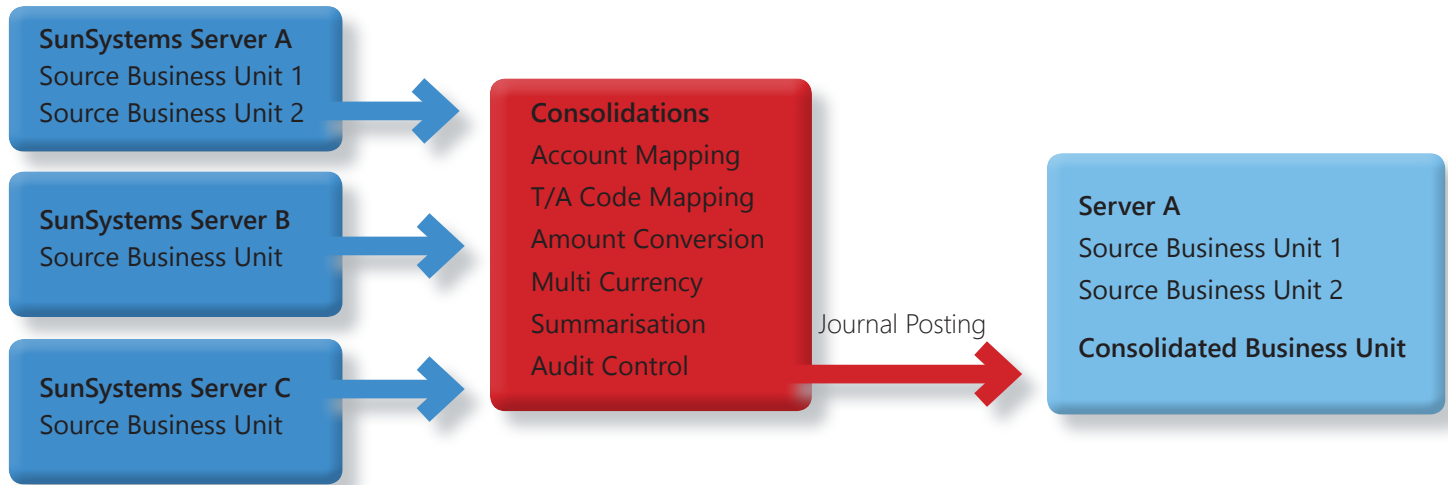 SunSystems Server A
Source Business Unit 1
Source Business Unit 2
SunSystems Server B
Source Business Unit
SunSystems Server C
Source Business Unit
Consolidations
Account Mapping
T/A Code Mapping
Amount Conversion
Multi Currency
Summarisation
Audit Control
Journal Posting
Server A
Source Business Unit 1
Source Business Unit 2
Consolidated Business Unit